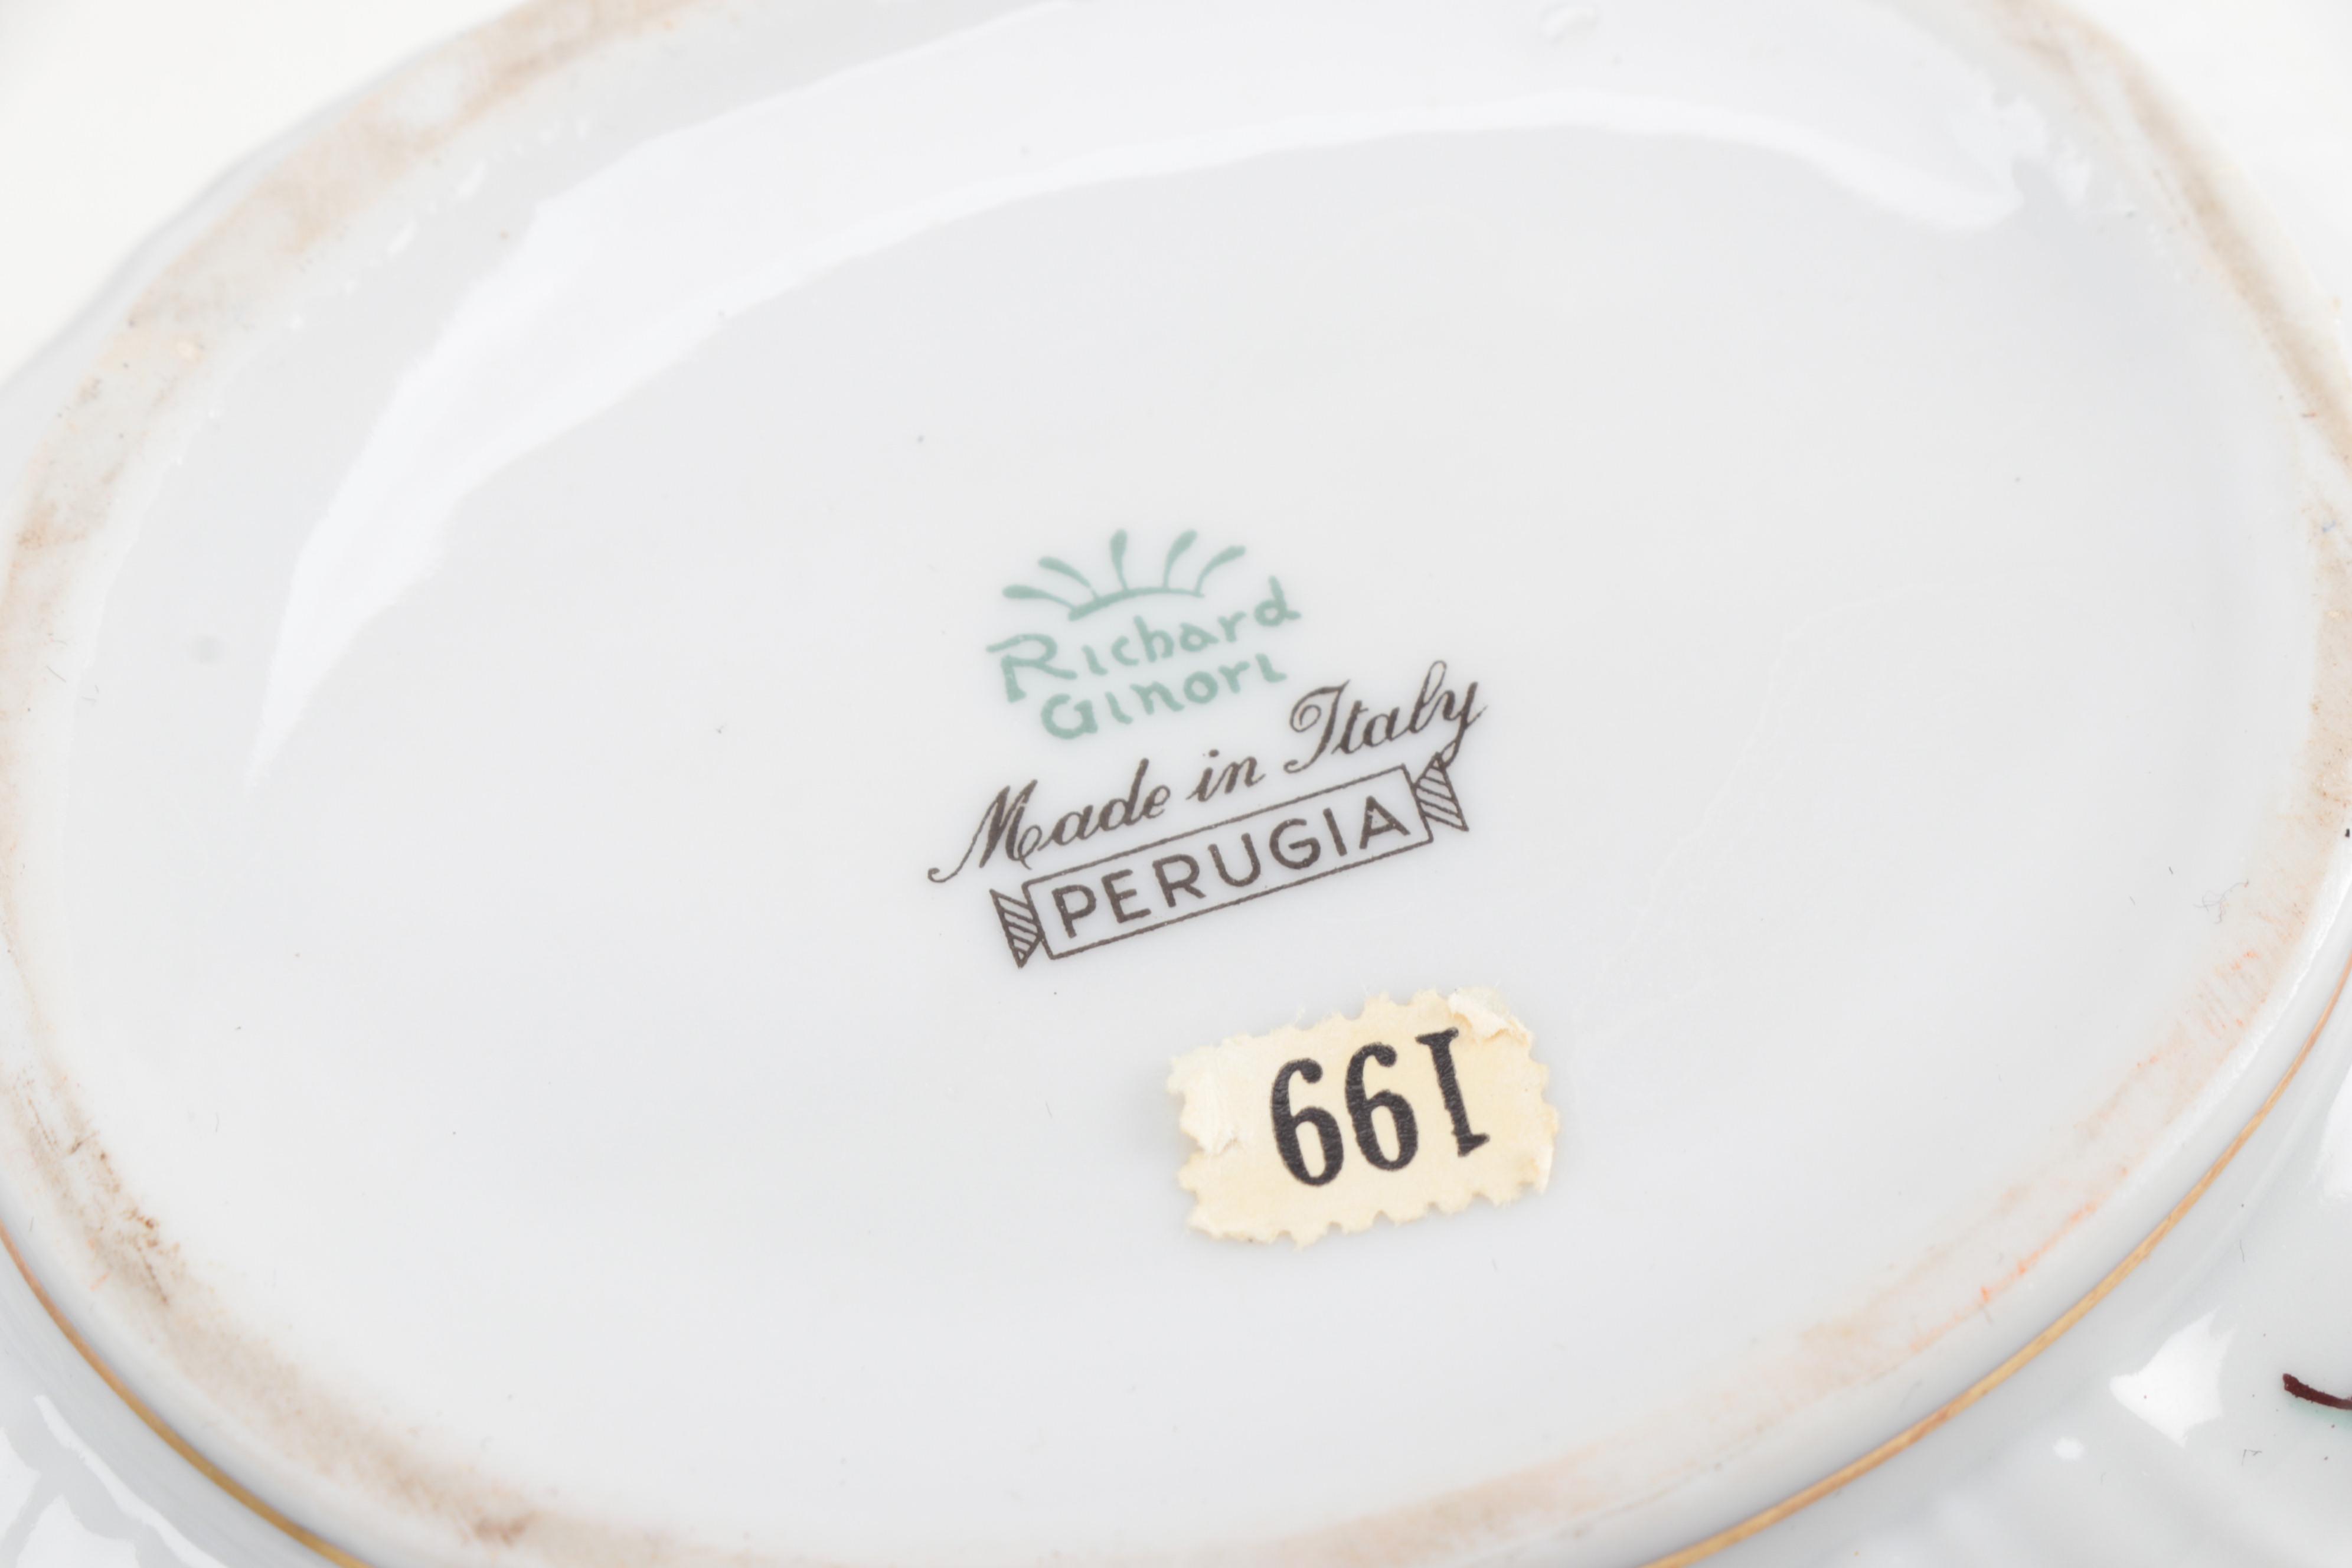 Richard
Ginori
Made in Italy
PERUGIA
199